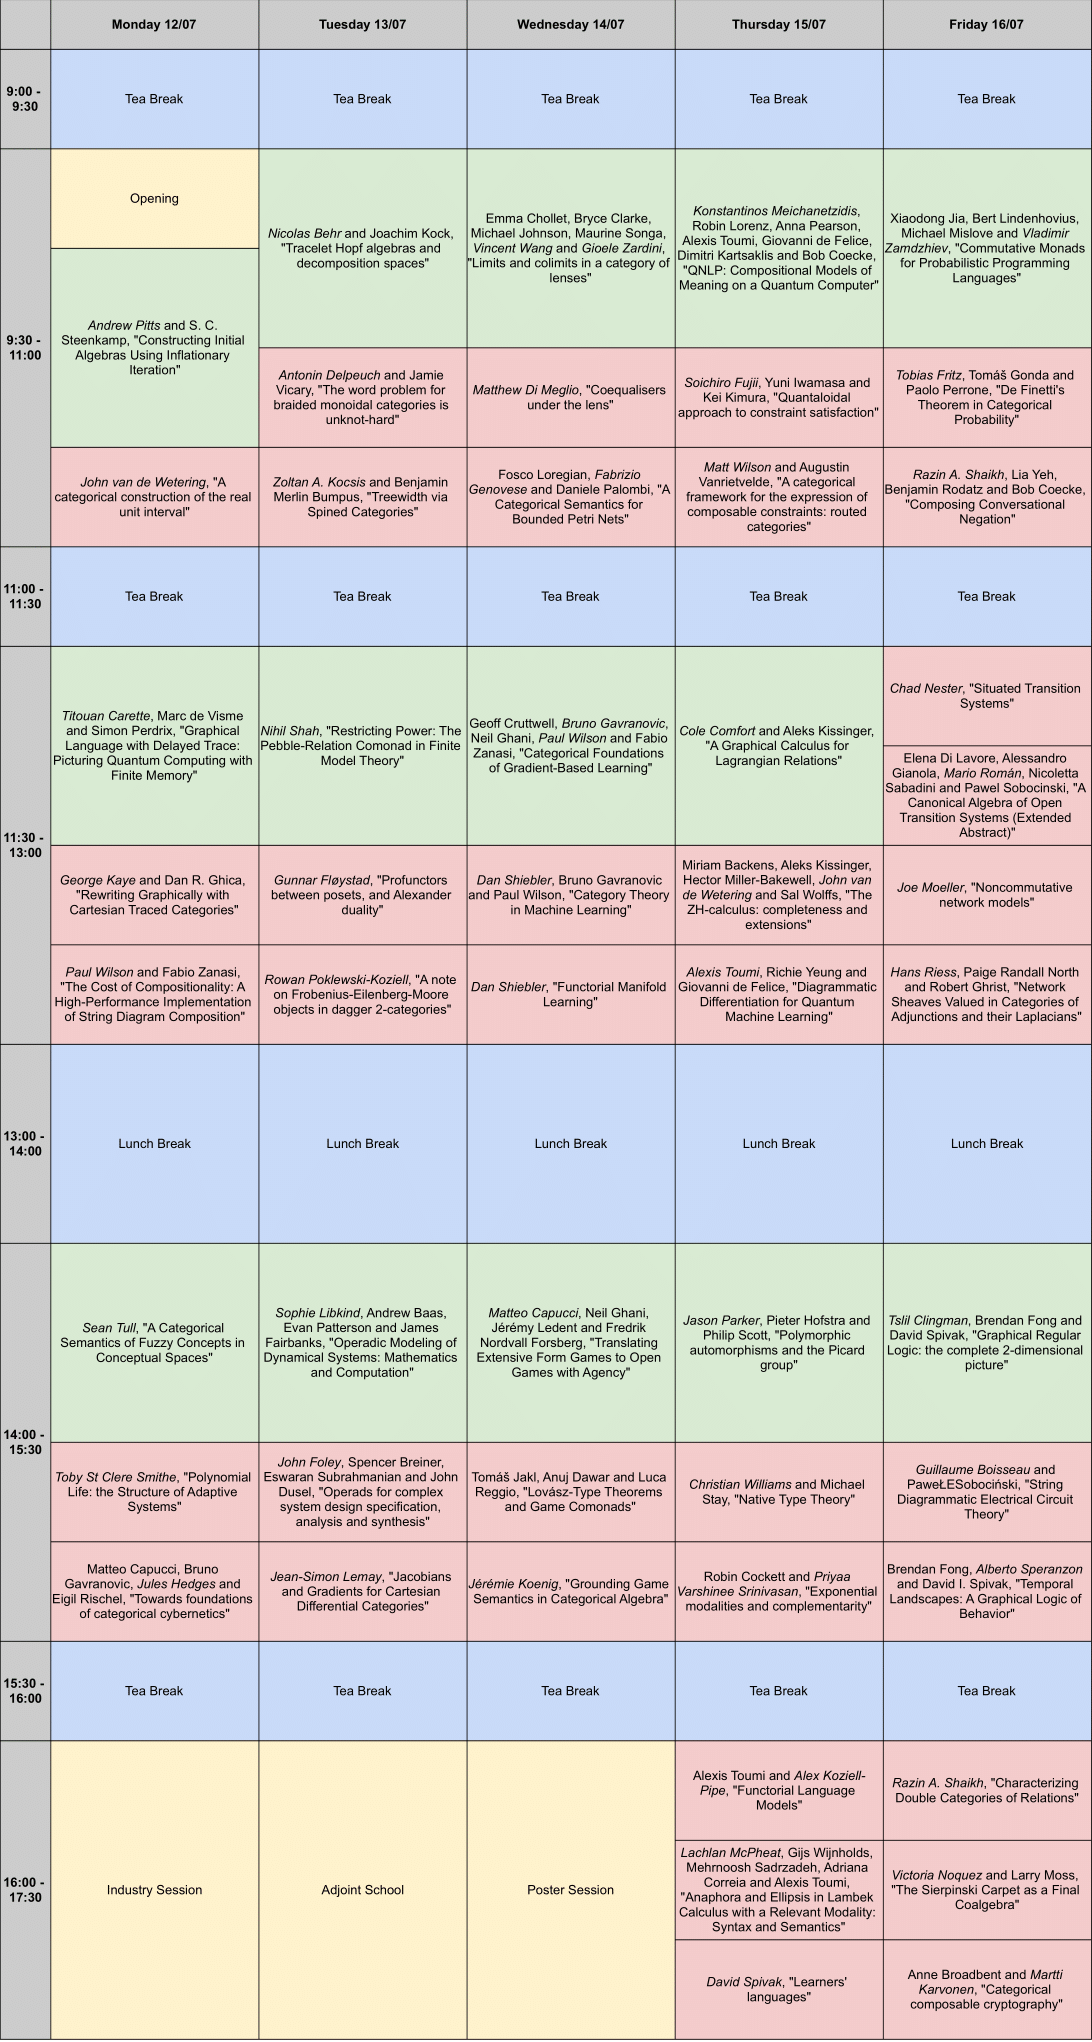 Monday 12/07
Tuesday 13/07
Wednesday 14/07
Thursday 15/07
Friday 16/07
9:00 -
9:30
Tea Break
Tea Break
Tea Break
Tea Break
Tea Break
9:30 -
11:00
Opening
Andrew Pitts and S. C.
Steenkamp, "Constructing Initial
Algebras Using Inflationary
Iteration"
John van de Wetering, "A
categorical construction of the real
unit interval"
Nicolas Behr and Joachim Kock,
"Tracelet Hopf algebras and
decomposition spaces"
Antonin Delpeuch and Jamie
Vicary, "The word problem for
braided monoidal categories is
unknot-hard"
Zoltan A. Kocsis and Benjamin
Merlin Bumpus, "Treewidth via
Spined Categories"
Emma Chollet, Bryce Clarke,
Michael Johnson, Maurine Songa,
Vincent Wang and Gioele Zardini,
"Limits and colimits in a category of
lenses"
Matthew Di Meglio, "Coequalisers
under the lens"
Fosco Loregian, Fabrizio
Genovese and Daniele Palombi, "A
Categorical Semantics for
Bounded Petri Nets"
Konstantinos Meichanetzidis,
Robin Lorenz, Anna Pearson,
Alexis Toumi, Giovanni de Felice,
Dimitri Kartsaklis and Bob Coecke,
"QNLP: Compositional Models of
Meaning on a Quantum Computer"
Soichiro Fujii, Yuni Iwamasa and
Kei Kimura, "Quantaloidal
approach to constraint satisfaction"
Matt Wilson and Augustin
Vanrietvelde, "A categorical
framework for the expression of
composable constraints: routed
categories"
Xiaodong Jia, Bert Lindenhovius,
Michael Mislove and Vladimir
Zamdzhiev, "Commutative Monads
for Probabilistic Programming
Languages"
Tobias Fritz, Tomáš Gonda and
Paolo Perrone, "De Finetti's
Theorem in Categorical
Probability"
Razin A. Shaikh, Lia Yeh,
Benjamin Rodatz and Bob Coecke,
"Composing Conversational
Negation"
11:00 -
11:30
Tea Break
Tea Break
Tea Break
Tea Break
Tea Break
11:30 -
13:00
Titouan Carette, Marc de Visme
and Simon Perdrix, "Graphical
Language with Delayed Trace:
Picturing Quantum Computing with
Finite Memory"
George Kaye and Dan R. Ghica,
"Rewriting Graphically with
Cartesian Traced Categories"
Paul Wilson and Fabio Zanasi,
"The Cost of Compositionality: A
High-Performance Implementation
of String Diagram Composition"
Nihil Shah, "Restricting Power: The
Pebble-Relation Comonad in Finite
Model Theory"
Gunnar Fløystad, "Profunctors
between posets, and Alexander
duality"
Rowan Poklewski-Koziell, "A note
on Frobenius-Eilenberg-Moore
objects in dagger 2-categories"
Geoff Cruttwell, Bruno Gavranovic,
Neil Ghani, Paul Wilson and Fabio
Zanasi, "Categorical Foundations
of Gradient-Based Learning"
Dan Shiebler, Bruno Gavranovic
and Paul Wilson, "Category Theory
in Machine Learning"
Dan Shiebler, "Functorial Manifold
Learning"
Cole Comfort and Aleks Kissinger,
"A Graphical Calculus for
Lagrangian Relations"
Miriam Backens, Aleks Kissinger,
Hector Miller-Bakewell, John van
de Wetering and Sal Wolffs, "The
ZH-calculus: completeness and
extensions"
Alexis Toumi, Richie Yeung and
Giovanni de Felice, "Diagrammatic
Differentiation for Quantum
Machine Learning"
Chad Nester, "Situated Transition
Systems"
Elena Di Lavore, Alessandro
Gianola, Mario Román, Nicoletta
Sabadini and Pawel Sobocinski, "A
Canonical Algebra of Open
Transition Systems (Extended
Abstract)"
Joe Moeller, "Noncommutative
network models"
Hans Riess, Paige Randall North
and Robert Ghrist, "Network
Sheaves Valued in Categories of
Adjunctions and their Laplacians"
13:00 -
14:00
Lunch Break
Lunch Break
Lunch Break
Lunch Break
Lunch Break
14:00 -
15:30
Sean Tull, "A Categorical
Semantics of Fuzzy Concepts in
Conceptual Spaces"
Toby St Clere Smithe, "Polynomial
Life: the Structure of Adaptive
Systems"
Matteo Capucci, Bruno
Gavranovic, Jules Hedges and
Eigil Rischel, "Towards foundations
of categorical cybernetics"
Sophie Libkind, Andrew Baas,
Evan Patterson and James
Fairbanks, "Operadic Modeling of
Dynamical Systems: Mathematics
and Computation"
John Foley, Spencer Breiner,
Eswaran Subrahmanian and John
Dusel, "Operads for complex
system design specification,
analysis and synthesis"
Jean-Simon Lemay, "Jacobians
and Gradients for Cartesian
Differential Categories"
Matteo Capucci, Neil Ghani,
Jérémy Ledent and Fredrik
Nordvall Forsberg, "Translating
Extensive Form Games to Open
Games with Agency"
Tomáš Jakl, Anuj Dawar and Luca
Reggio, "Lovász-Type Theorems
and Game Comonads"
Jérémie Koenig, "Grounding Game
Semantics in Categorical Algebra"
Jason Parker, Pieter Hofstra and
Philip Scott, "Polymorphic
automorphisms and the Picard
group"
Christian Williams and Michael
Stay, "Native Type Theory"
Robin Cockett and Priyaa
Varshinee Srinivasan, "Exponential
modalities and complementarity"
Tslil Clingman, Brendan Fong and
David Spivak, "Graphical Regular
Logic: the complete 2-dimensional
picture"
Guillaume Boisseau and
PawełESobociński, "String
Diagrammatic Electrical Circuit
Theory"
Brendan Fong, Alberto Speranzon
and David I. Spivak, "Temporal
Landscapes: A Graphical Logic of
Behavior"
15:30 -
16:00
Tea Break
Tea Break
Tea Break
Tea Break
Tea Break
16:00 -
17:30
Industry Session
Adjoint School
Poster Session
Alexis Toumi and Alex Koziell-
Pipe, "Functorial Language
Models"
Lachlan McPheat, Gijs Wijnholds,
Mehrnoosh Sadrzadeh, Adriana
Correia and Alexis Toumi,
"Anaphora and Ellipsis in Lambek
Calculus with a Relevant Modality:
Syntax and Semantics"
David Spivak, "Learners'
languages"
Razin A. Shaikh, "Characterizing
Double Categories of Relations"
Victoria Noquez and Larry Moss,
"The Sierpinski Carpet as a Final
Coalgebra"
Anne Broadbent and Martti
Karvonen, "Categorical
composable cryptography"